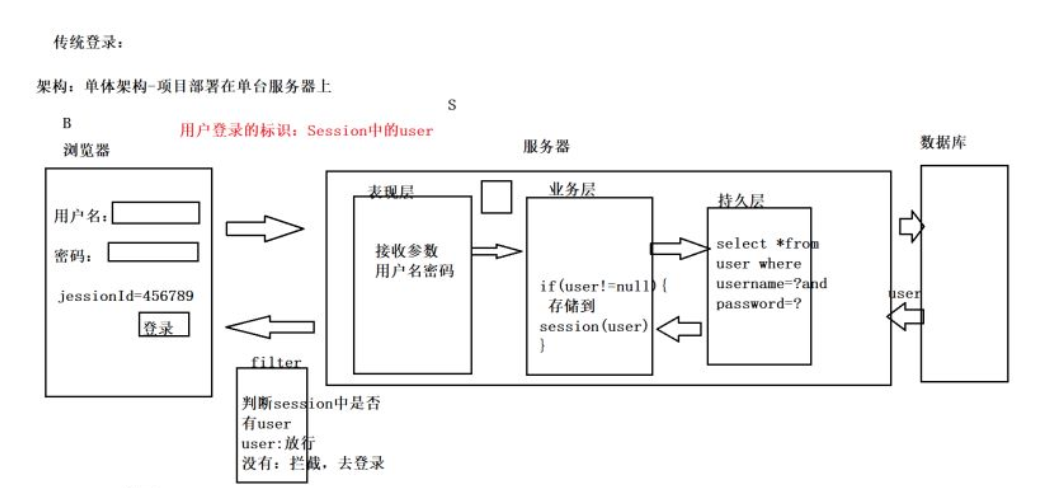 传统登录：
架构：单体架构-项目部署在单台服务器上
S
B
用户登录的标识：Session中的user
浏览器
服务器
数据库
表现层
业务层
持久层
用户名：
密码：
jessionId=456789
登录
接收参数
用户名密码
if(user!=null){
存储到
session(user)
}
select *from
user where
username=?and
password=?
user
filter
判断session中是否
有user
user:放行
没有：拦截，去登录